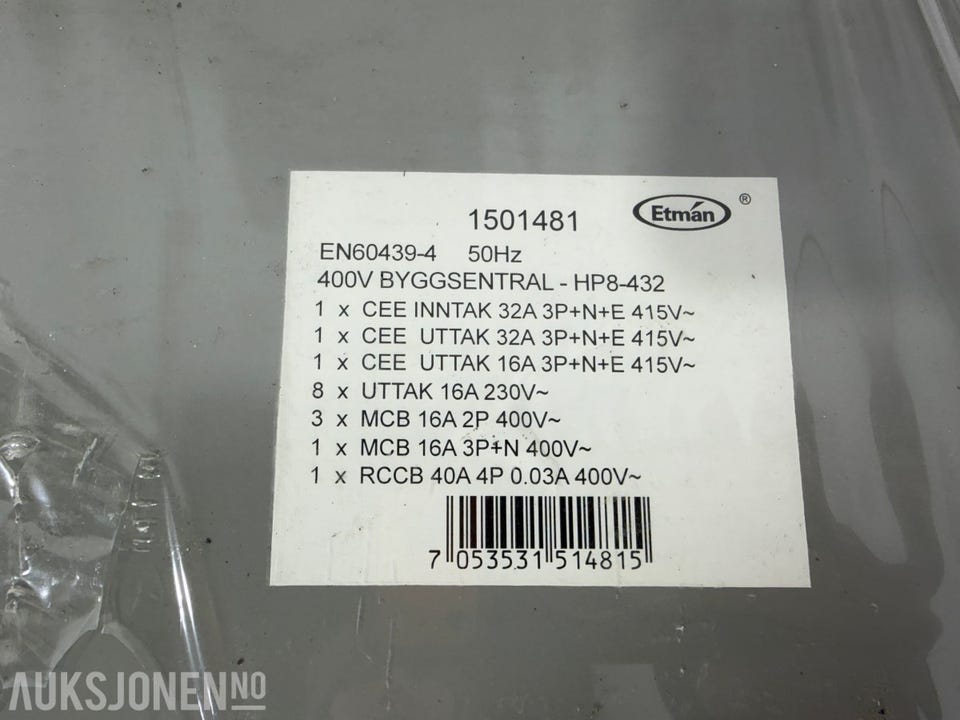 1501481
Etmán ®
EN60439-4 50Hz
400V BYGGSENTRAL - HP8-432
1 x CEE INNTAK 32A 3P+N+E 415V~
1 x CEE UTTAK 32A 3P+N+E 415V~
1 x CEE UTTAK 16A 3P+N+E 415V~
8 x UTTAK 16A 230V~
3 x MCB 16A 2P 400V~
1 x MCB 16A 3P+N 400V~
1 x RCCB 40A 4P 0.03A 400V~
7 053531 514815
AUKSJONEN.NO